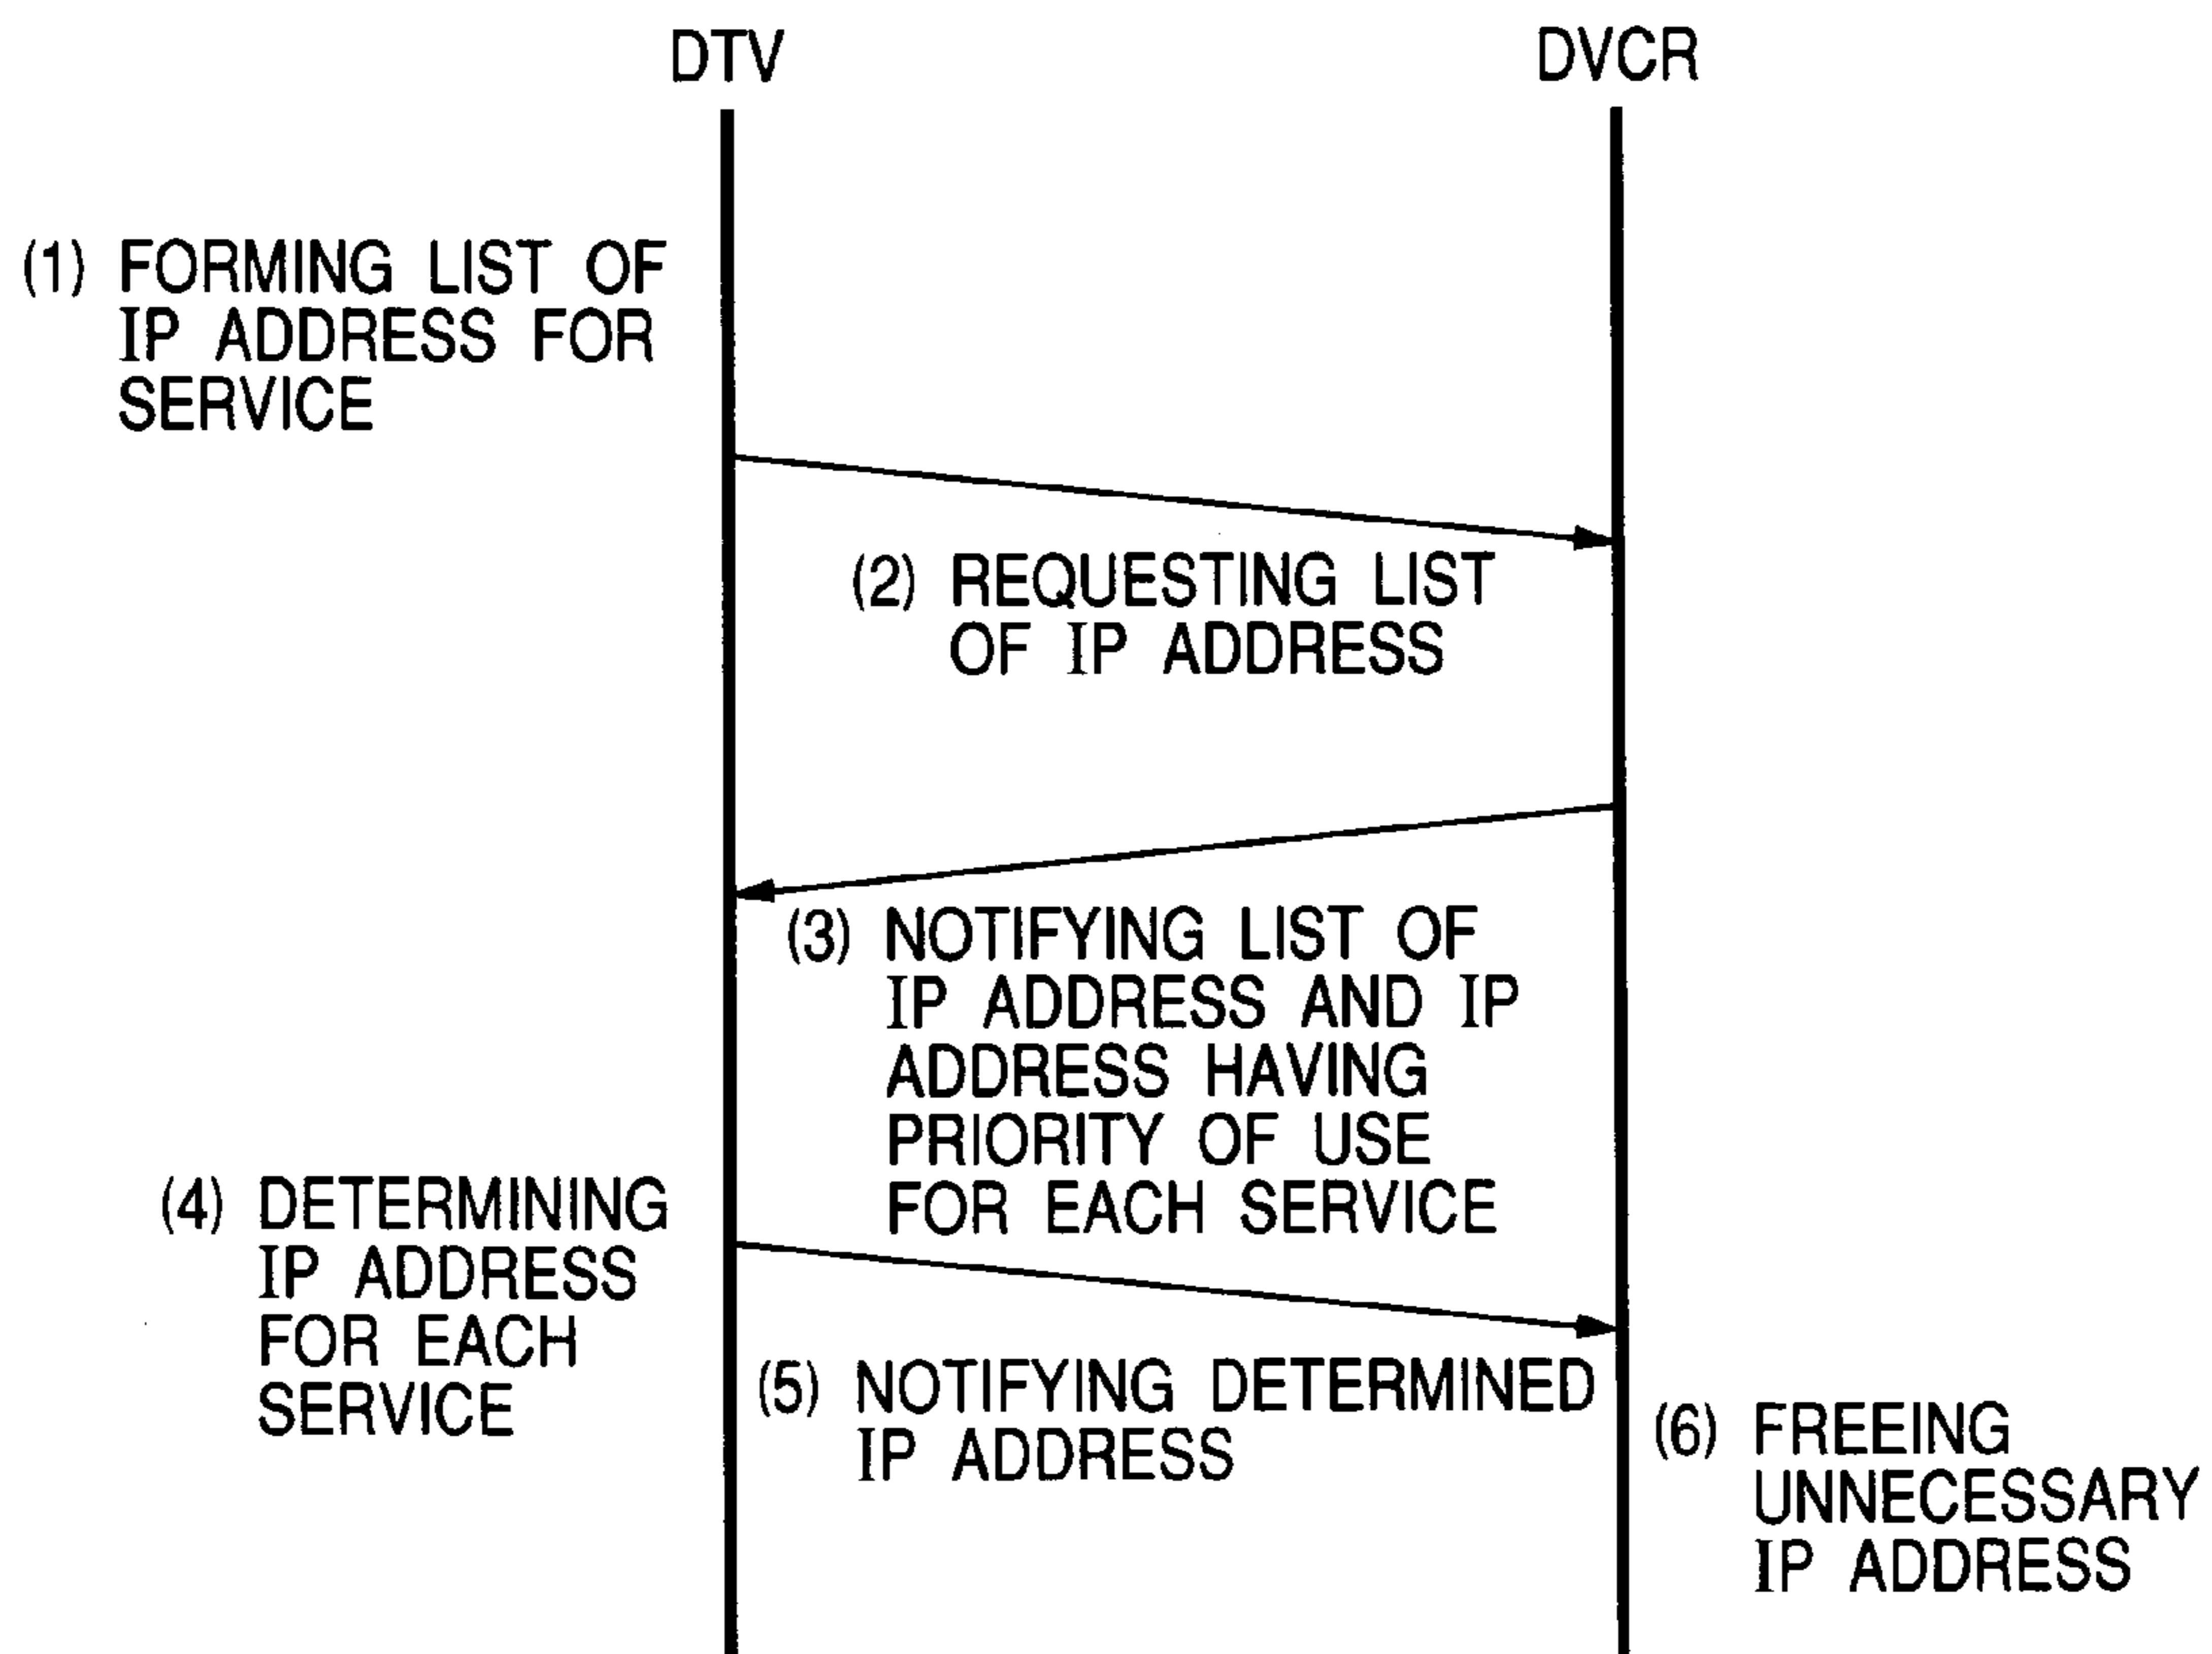 DTV
DVCR
(1) FORMING LIST OF
IP ADDRESS FOR
SERVICE
(2) REQUESTING LIST
OF IP ADDRESS
(3) NOTIFYING LIST OF
IP ADDRESS AND IP
ADDRESS HAVING
PRIORITY OF USE
FOR EACH SERVICE
(4) DETERMINING
IP ADDRESS
FOR EACH
SERVICE
(5) NOTIFYING DETERMINED
IP ADDRESS
(6) FREEING
UNNECESSARY
IP ADDRESS